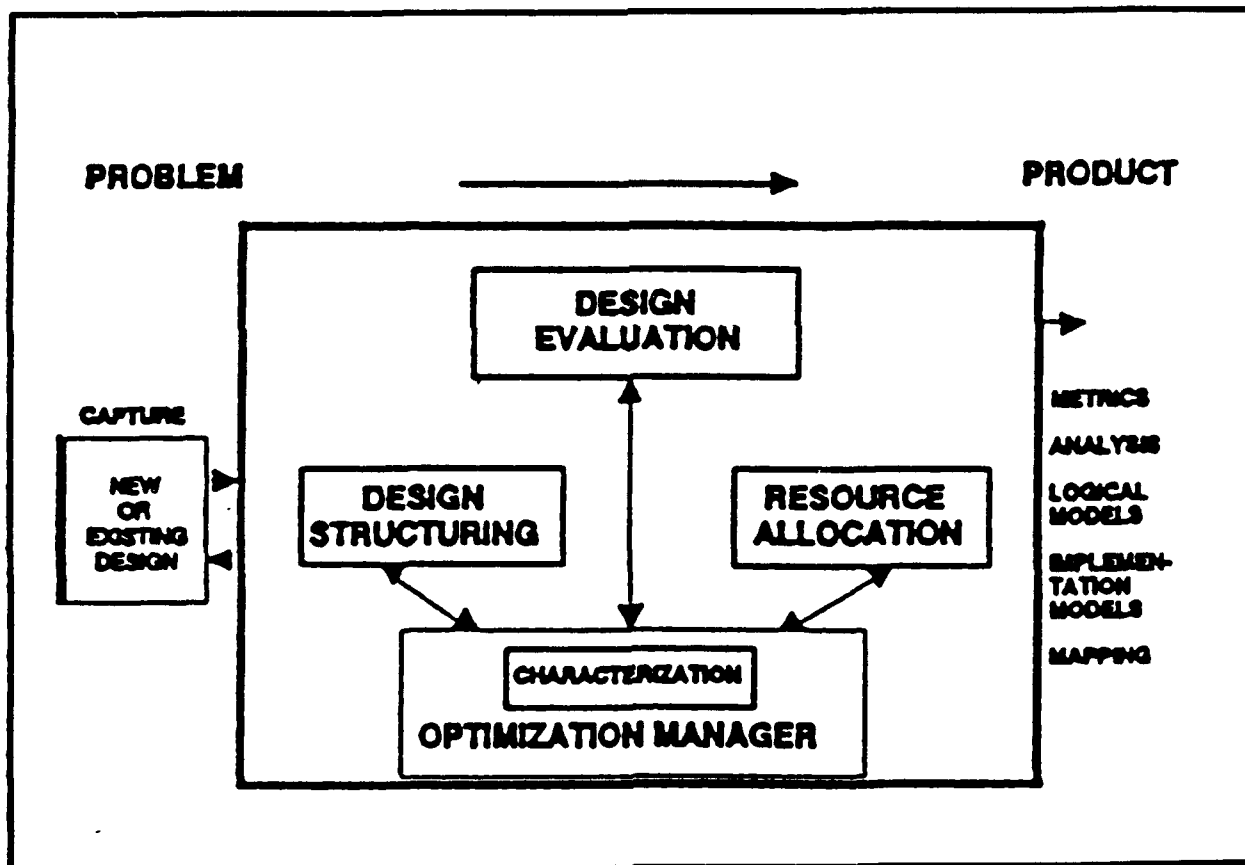 PROBLEM
PRODUCT
DESIGN
EVALUATION
CAPTURE
NEW
OR
EXISTING
DESIGN
DESIGN
STRUCTURING
RESOURCE
ALLOCATION
CHARACTERIZATION
OPTIMIZATION MANAGER
METRICS
ANALYSIS
LOGICAL
MODELS
IMPLEMEN-
TATION
MODELS
MAPPING